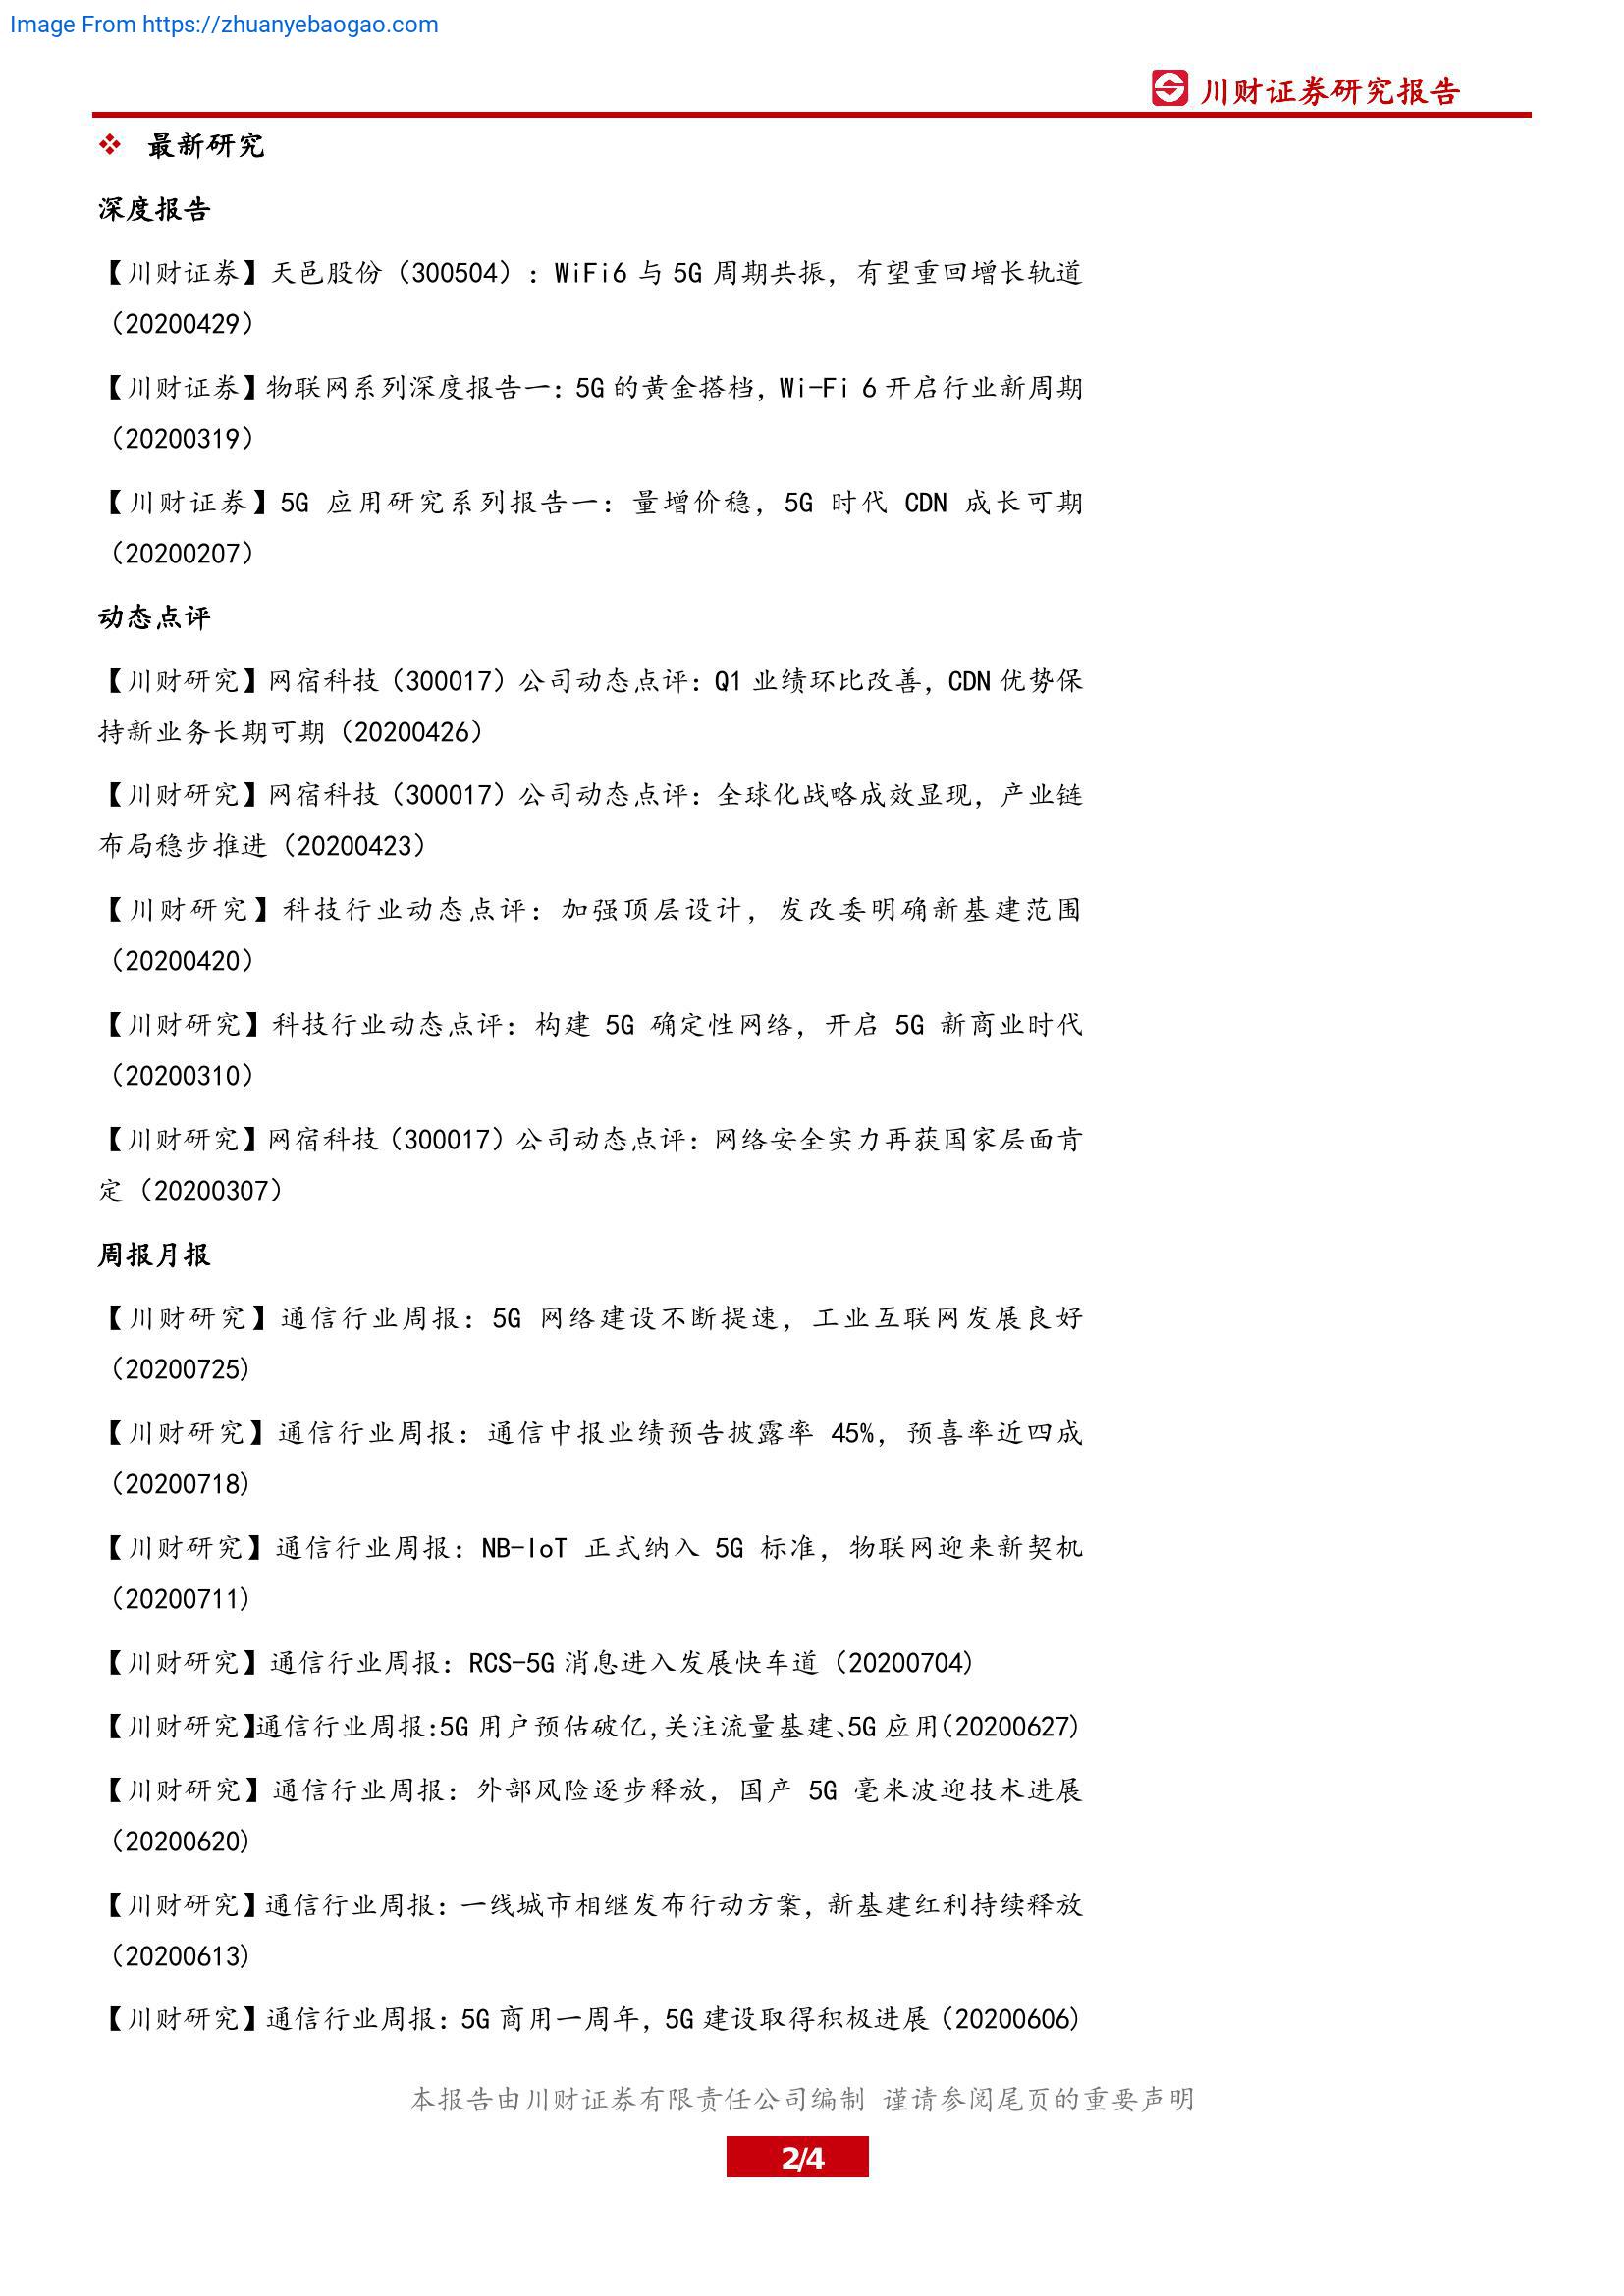 Image From https://zhuanyebaogao.com
川财证券研究报告
❖ 最新研究
深度报告
【川财证券】天邑股份（300504）：WiFi6 与 5G 周期共振，有望重回增长轨道
（20200429）
【川财证券】物联网系列深度报告一：5G 的黄金搭档，Wi-Fi 6 开启行业新周期
（20200319）
【川财证券】5G 应用研究系列报告一：量增价稳，5G 时代 CDN 成长可期
（20200207）
动态点评
【川财研究】网宿科技（300017）公司动态点评：Q1 业绩环比改善，CDN 优势保
持新业务长期可期（20200426）
【川财研究】网宿科技（300017）公司动态点评：全球化战略成效显现，产业链
布局稳步推进（20200423）
【川财研究】科技行业动态点评：加强顶层设计，发改委明确新基建范围
（20200420）
【川财研究】科技行业动态点评：构建 5G 确定性网络，开启 5G 新商业时代
（20200310）
【川财研究】网宿科技（300017）公司动态点评：网络安全实力再获国家层面肯
定（20200307）
周报月报
【川财研究】通信行业周报：5G 网络建设不断提速，工业互联网发展良好
（20200725)
【川财研究】通信行业周报：通信中报业绩预告披露率 45%，预喜率近四成
（20200718)
【川财研究】通信行业周报：NB-IoT 正式纳入 5G 标准，物联网迎来新契机
（20200711)
【川财研究】通信行业周报：RCS-5G 消息进入发展快车道（20200704)
【川财研究】通信行业周报：5G 用户预估破亿，关注流量基建、5G 应用（20200627)
【川财研究】通信行业周报：外部风险逐步释放，国产 5G 毫米波迎技术进展
（20200620)
【川财研究】通信行业周报：一线城市相继发布行动方案，新基建红利持续释放
（20200613)
【川财研究】通信行业周报：5G 商用一周年，5G 建设取得积极进展（20200606)
本报告由川财证券有限责任公司编制 谨请参阅尾页的重要声明
2/4